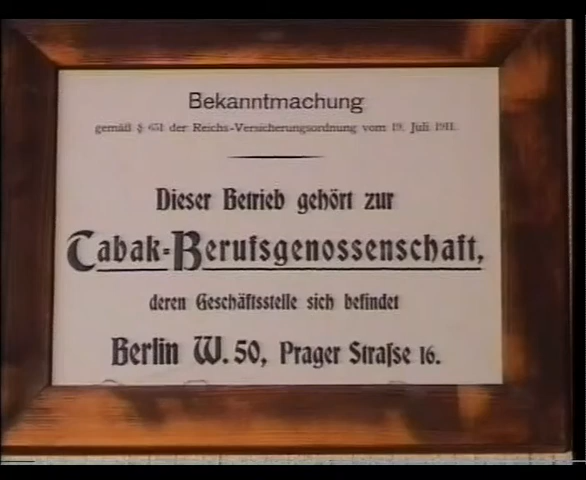 Bekanntmachung
gemäß § 651 der Reichs-Versicherungsordnung vom 19. Juli 1911.
Dieser Betrieb gehört zur
Tabak-Berufsgenossenschaft,
deren Geschäftsstelle sich befindet
Berlin W. 50, Prager Straſse 16.